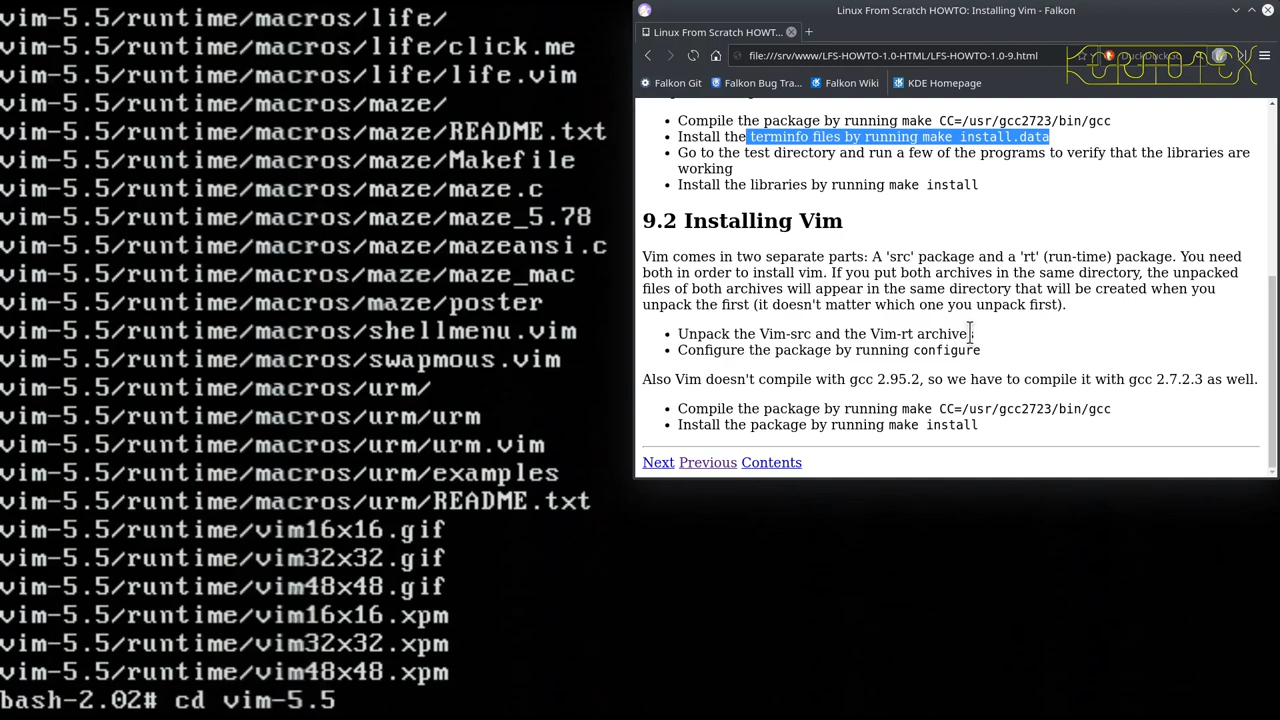 vim-5.5/runtime/macros/life/
vim-5.5/runtime/macros/life/click.me
vim-5.5/runtime/macros/life/life.vim
vim-5.5/runtime/macros/maze/
vim-5.5/runtime/macros/maze/README.txt
vim-5.5/runtime/macros/maze/Makefile
vim-5.5/runtime/macros/maze/maze.c
vim-5.5/runtime/macros/maze/maze_5.78
vim-5.5/runtime/macros/maze/mazeansi.c
vim-5.5/runtime/macros/maze/maze_mac
vim-5.5/runtime/macros/maze/poster
vim-5.5/runtime/macros/shellmenu.vim
vim-5.5/runtime/macros/swapmous.vim
vim-5.5/runtime/macros/urm/
vim-5.5/runtime/macros/urm/urm
vim-5.5/runtime/macros/urm/urm.vim
vim-5.5/runtime/macros/urm/examples
vim-5.5/runtime/macros/urm/README.txt
vim-5.5/runtime/vim16x16.gif
vim-5.5/runtime/vim32x32.gif
vim-5.5/runtime/vim48x48.gif
vim-5.5/runtime/vim16x16.xpm
vim-5.5/runtime/vim32x32.xpm
vim-5.5/runtime/vim48x48.xpm
bash-2.02# cd vim-5.5
Linux From Scratch HOWTO: Installing Vim - Falkon
Linux From Scratch HOWT...
file:///srv/www/LFS-HOWTO-1.0-HTML/LFS-HOWTO-1.0-9.html
Falkon Git Falkon Bug Tra... Falkon Wiki KDE Homepage
• Compile the package by running make CC=/usr/gcc2723/bin/gcc
• Install the terminfo files by running make install.data
• Go to the test directory and run a few of the programs to verify that the libraries are
working
• Install the libraries by running make install
9.2 Installing Vim
Vim comes in two separate parts: A 'src' package and a 'rt' (run-time) package. You need
both in order to install vim. If you put both archives in the same directory, the unpacked
files of both archives will appear in the same directory that will be created when you
unpack the first (it doesn't matter which one you unpack first).
• Unpack the Vim-src and the Vim-rt archives
• Configure the package by running configure
Also Vim doesn't compile with gcc 2.95.2, so we have to compile it with gcc 2.7.2.3 as well.
• Compile the package by running make CC=/usr/gcc2723/bin/gcc
• Install the package by running make install
Next Previous Contents